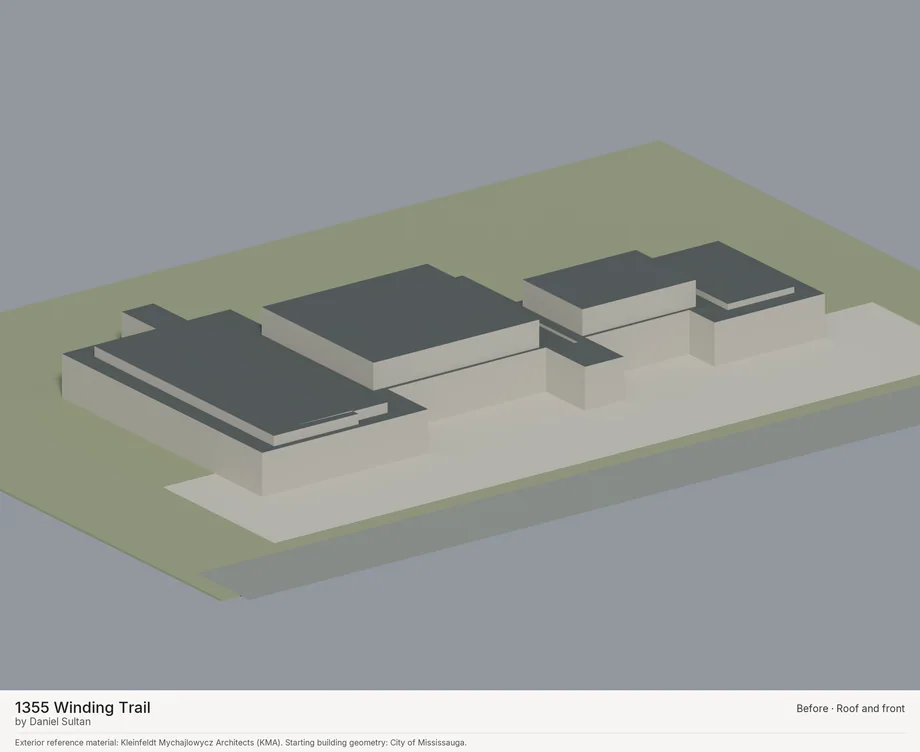 1355 Winding Trail
by Daniel Sultan
Before · Roof and front
Exterior reference material: Kleinfeldt Mychajlowycz Architects (KMA). Starting building geometry: City of Mississauga.